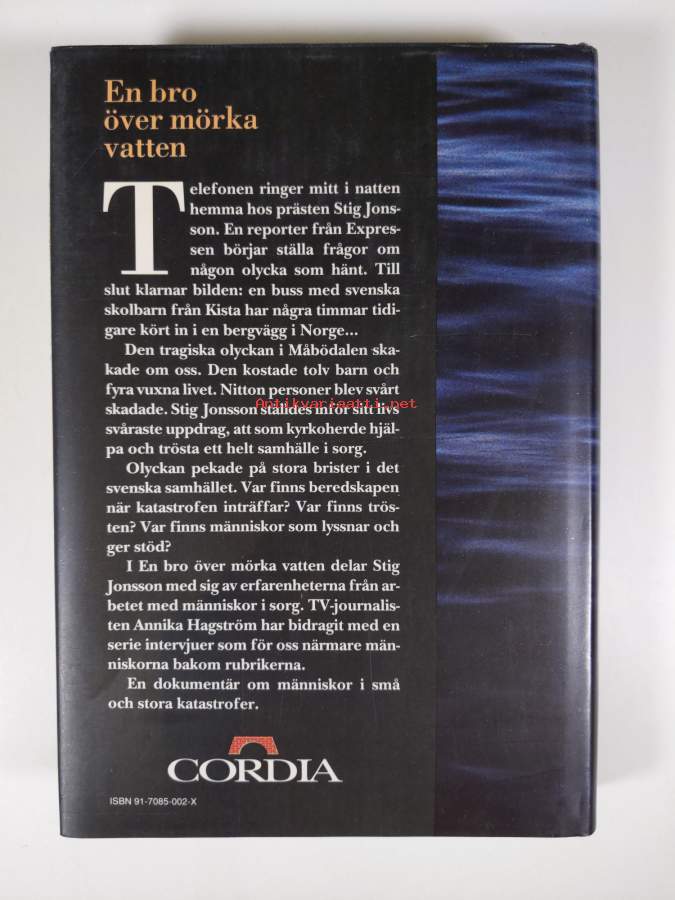 En bro
över mörka
vatten
Telefonen ringer mitt i natten
hemma hos prästen Stig Jons-
son. En reporter från Expres-
sen börjar ställa frågor om
någon olycka som hänt. Till
slut klarnar bilden: en buss med svenska
skolbarn från Kista har några timmar tidi-
gare kört in i en bergvägg i Norge...
Den tragiska olyckan i Måbödalen ska-
kade om oss. Den kostade tolv barn och
fyra vuxna livet. Nitton personer blev svårt
skadade. Stig Jonsson ställdes inför sitt livs
Antikvariaatti.net
svåraste uppdrag, att som kyrkoherde hjäl-
pa och trösta ett helt samhälle i sorg.
Olyckan pekade på stora brister i det
svenska samhället. Var finns beredskapen
när katastrofen inträffar? Var finns trös-
ten? Var finns människor som lyssnar och
ger stöd?
I En bro över mörka vatten delar Stig
Jonsson med sig av erfarenheterna från ar-
betet med människor i sorg. TV-journalis-
ten Annika Hagström har bidragit med en
serie intervjuer som för oss närmare män-
niskorna bakom rubrikerna.
En dokumentär om människor i små
och stora katastrofer.
CORDIA
ISBN 91-7085-002-X